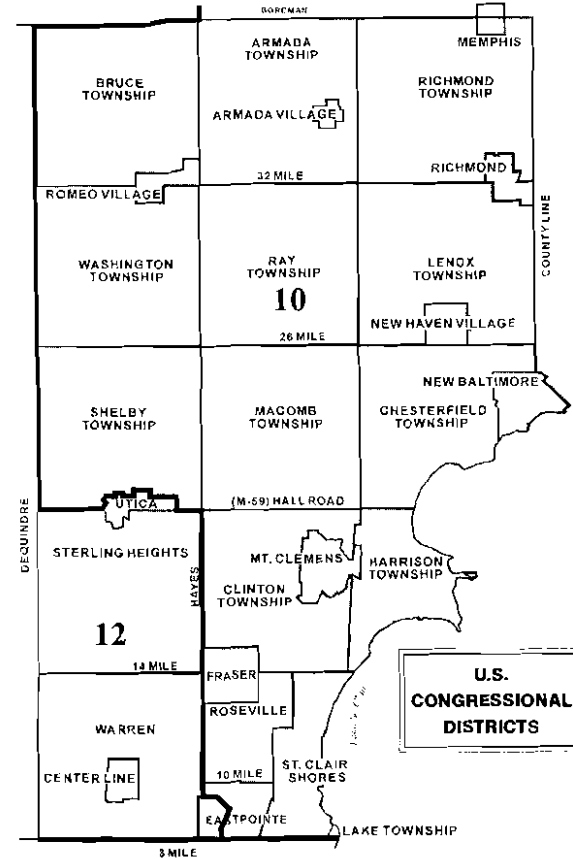 BORDMAN
ARMADA
TOWNSHIP
MEMPHIS
BRUCE
TOWNSHIP
RICHMOND
TOWNSHIP
ARMADA VILLAGE
RICHMOND
32 MILE
ROMEO VILLAGE
COUNTY LINE
WASHINGTON
TOWNSHIP
RAY
TOWNSHIP
LENOX
TOWNSHIP
10
NEW HAVEN VILLAGE
26 MILE
NEW BALTIMORE
SHELBY
TOWNSHIP
MACOMB
TOWNSHIP
CHESTERFIELD
TOWNSHIP
UTICA
(M-59) HALL ROAD
DEQUINDRE
STERLING HEIGHTS
HAYES
MT. CLEMENS
CLINTON
TOWNSHIP
HARRISON
TOWNSHIP
12
14 MILE
FRASER
U.S.
CONGRESSIONAL
DISTRICTS
ROSEVILLE
WARREN
CENTER LINE
10 MILE
ST. CLAIR
SHORES
EASTPOINTE
LAKE TOWNSHIP
8 MILE